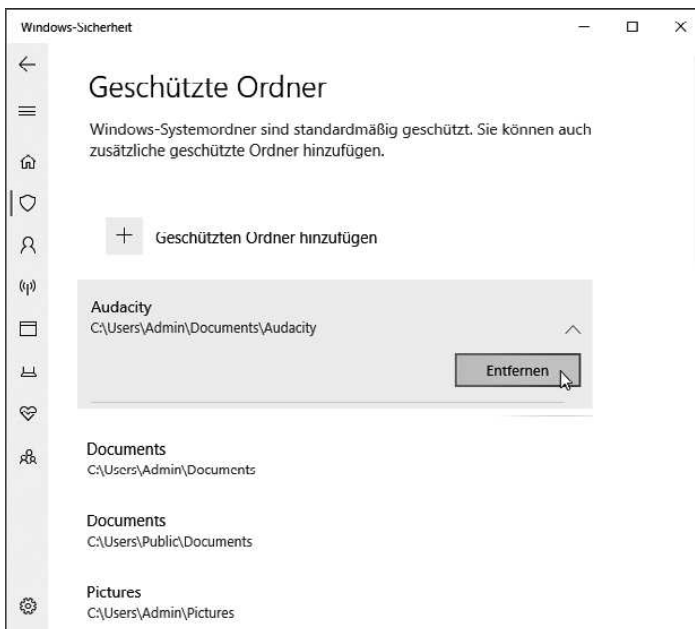 Windows-Sicherheit
Geschützte Ordner
Windows-Systemordner sind standardmäßig geschützt. Sie können auch
zusätzliche geschützte Ordner hinzufügen.
Geschützten Ordner hinzufügen
Audacity
C:\Users\Admin\Documents\Audacity
Entfernen
Documents
C:\Users\Admin\Documents
Documents
C:\Users\Public\Documents
Pictures
C:\Users\Admin\Pictures